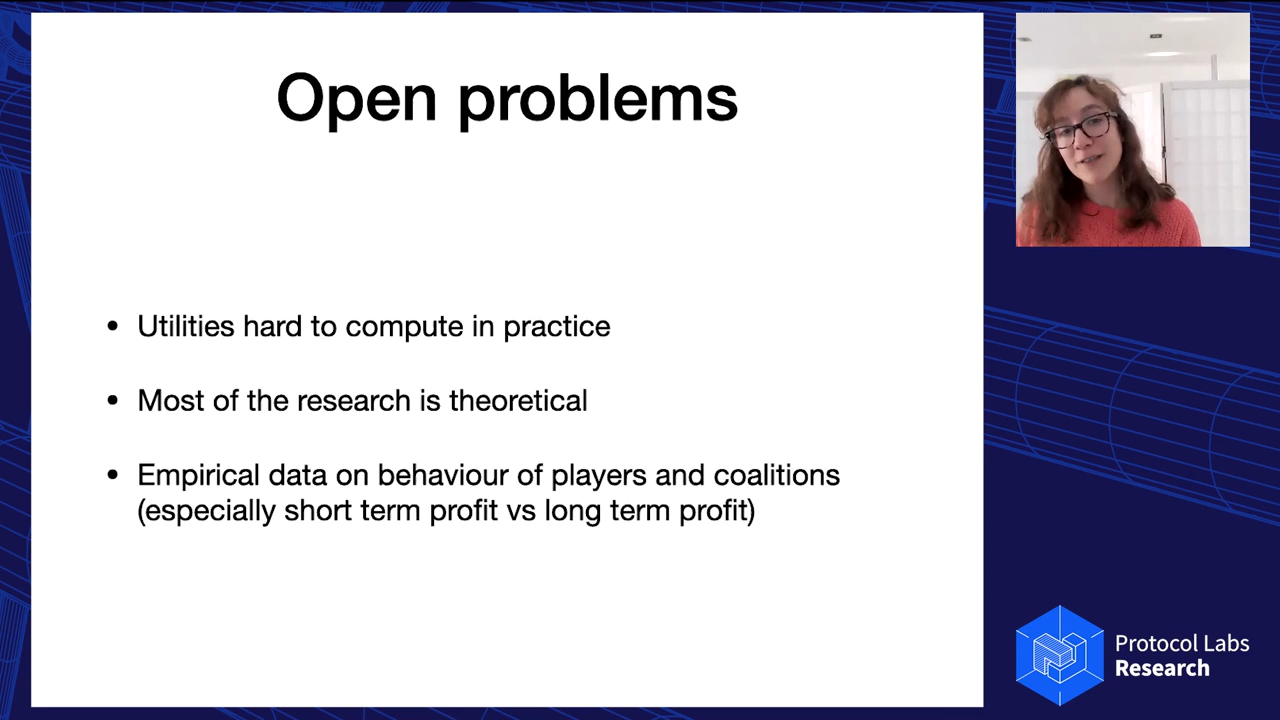 Open problems
• Utilities hard to compute in practice
• Most of the research is theoretical
• Empirical data on behaviour of players and coalitions
(especially short term profit vs long term profit)
Protocol Labs
Research